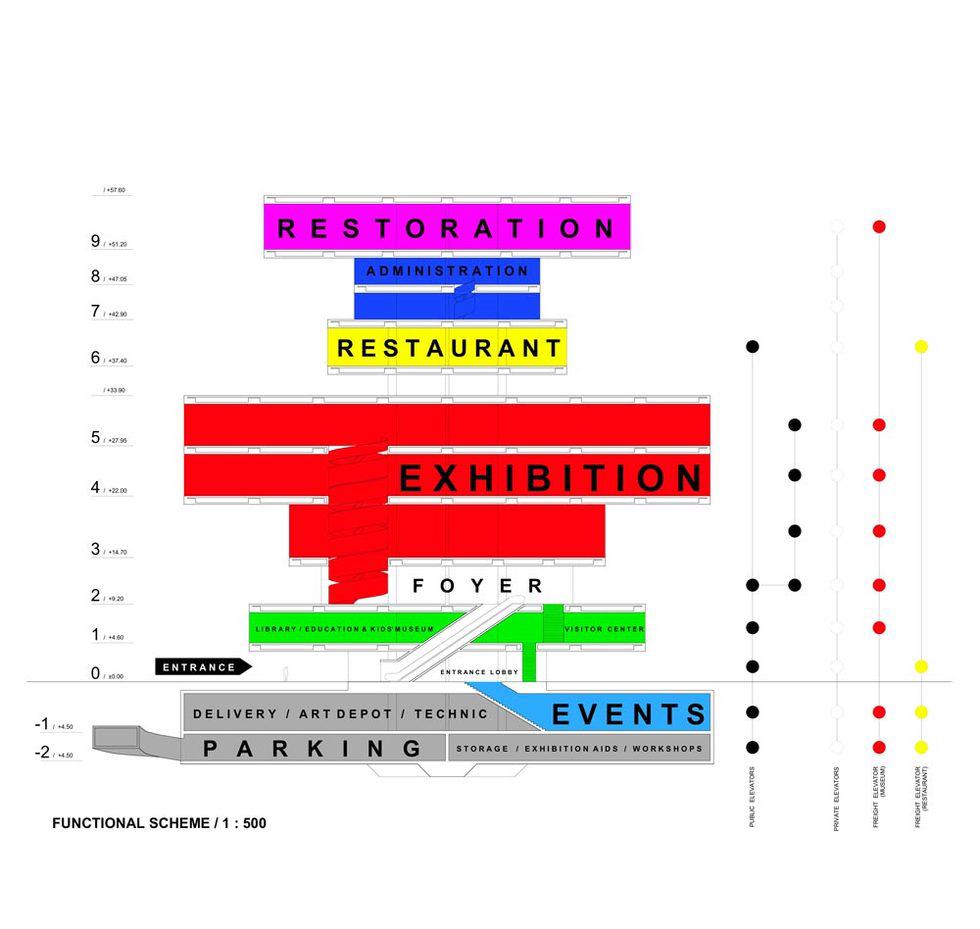 / +57.60
RESTORATION
9 / +51.20
ADMINISTRATION
8 / +47.05
7 / +42.90
RESTAURANT
6 / +37.40
/ +33.90
5 / +27.95
EXHIBITION
4 / +22.00
3 / +14.70
FOYER
2 / +9.20
LIBRARY / EDUCATION & KIDS'MUSEUM
VISITOR CENTER
1 / +4.60
ENTRANCE
ENTRANCE LOBBY
0 / ±0.00
DELIVERY / ART DEPOT / TECHNIC
EVENTS
-1 / +4.50
PARKING
STORAGE / EXHIBITION AIDS / WORKSHOPS
-2 / +4.50
PUBLIC ELEVATORS
PRIVATE ELEVATORS
FREIGHT ELEVATOR
(MUSEUM)
FREIGHT ELEVATOR
(RESTAURANT)
FUNCTIONAL SCHEME / 1 : 500